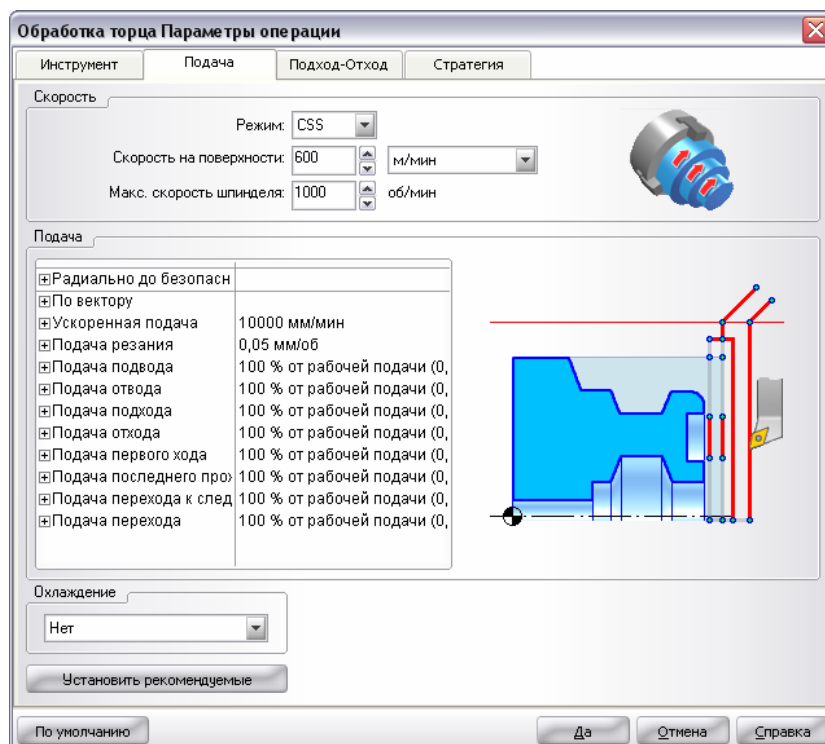 Обработка торца Параметры операции
Инструмент Подача Подход-Отход Стратегия
Скорость
Режим: CSS
Скорость на поверхности: 600 м/мин
Макс. скорость шпинделя: 1000 об/мин
Подача
Радиально до безопасн
По вектору
Ускоренная подача 10000 мм/мин
Подача резания 0,05 мм/об
Подача подвода 100 % от рабочей подачи (0,
Подача отвода 100 % от рабочей подачи (0,
Подача подхода 100 % от рабочей подачи (0,
Подача отхода 100 % от рабочей подачи (0,
Подача первого хода 100 % от рабочей подачи (0,
Подача последнего прох 100 % от рабочей подачи (0,
Подача перехода к след 100 % от рабочей подачи (0,
Подача перехода 100 % от рабочей подачи (0,
Охлаждение
Нет
Установить рекомендуемые
По умолчанию Да Отмена Справка